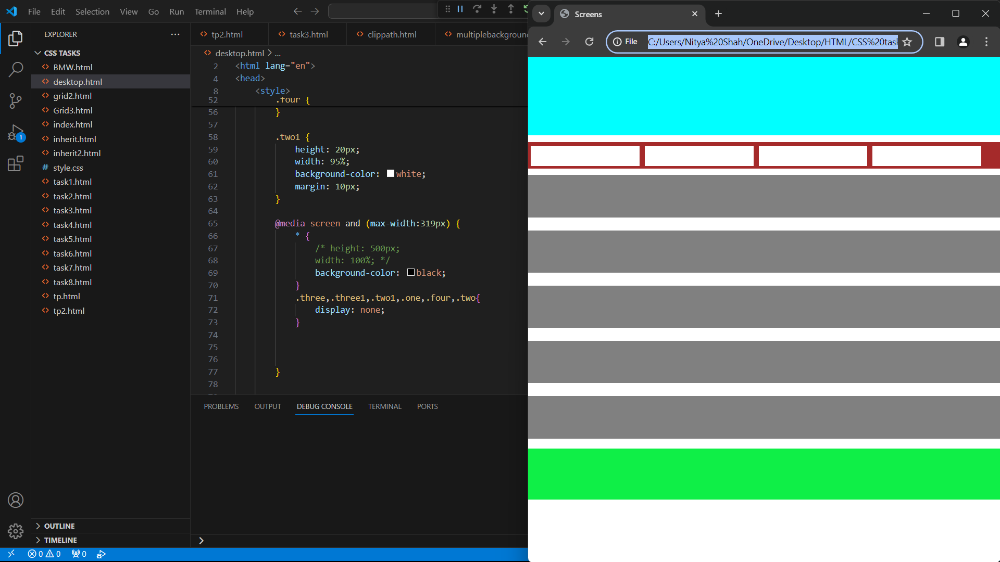 File Edit Selection View Go Run Terminal Help
EXPLORER
CSS TASKS
BMW.html
desktop.html
grid2.html
Grid3.html
index.html
inherit.html
inherit2.html
# style.css
task1.html
task2.html
task3.html
task4.html
task5.html
task6.html
task7.html
task8.html
tp.html
tp2.html
OUTLINE
TIMELINE
1
tp2.html task3.html clippath.html multiplebackgroun
desktop.html > ...
2 <html lang="en">
4 <head>
8 <style>
52 .four {
56 }
57
58 .two1 {
59 height: 20px;
60 width: 95%;
61 background-color: white;
62 margin: 10px;
63 }
64
65 @media screen and (max-width:319px) {
66 * {
67 /* height: 500px;
68 width: 100%; */
69 background-color: black;
70 }
71 .three,.three1,.two1,.one,.four,.two{
72 display: none;
73 }
74
75
76
77 }
78
PROBLEMS OUTPUT DEBUG CONSOLE TERMINAL PORTS
0 0 0
Screens
File C:/Users/Nitya%20Shah/OneDrive/Desktop/HTML/CSS%20tas